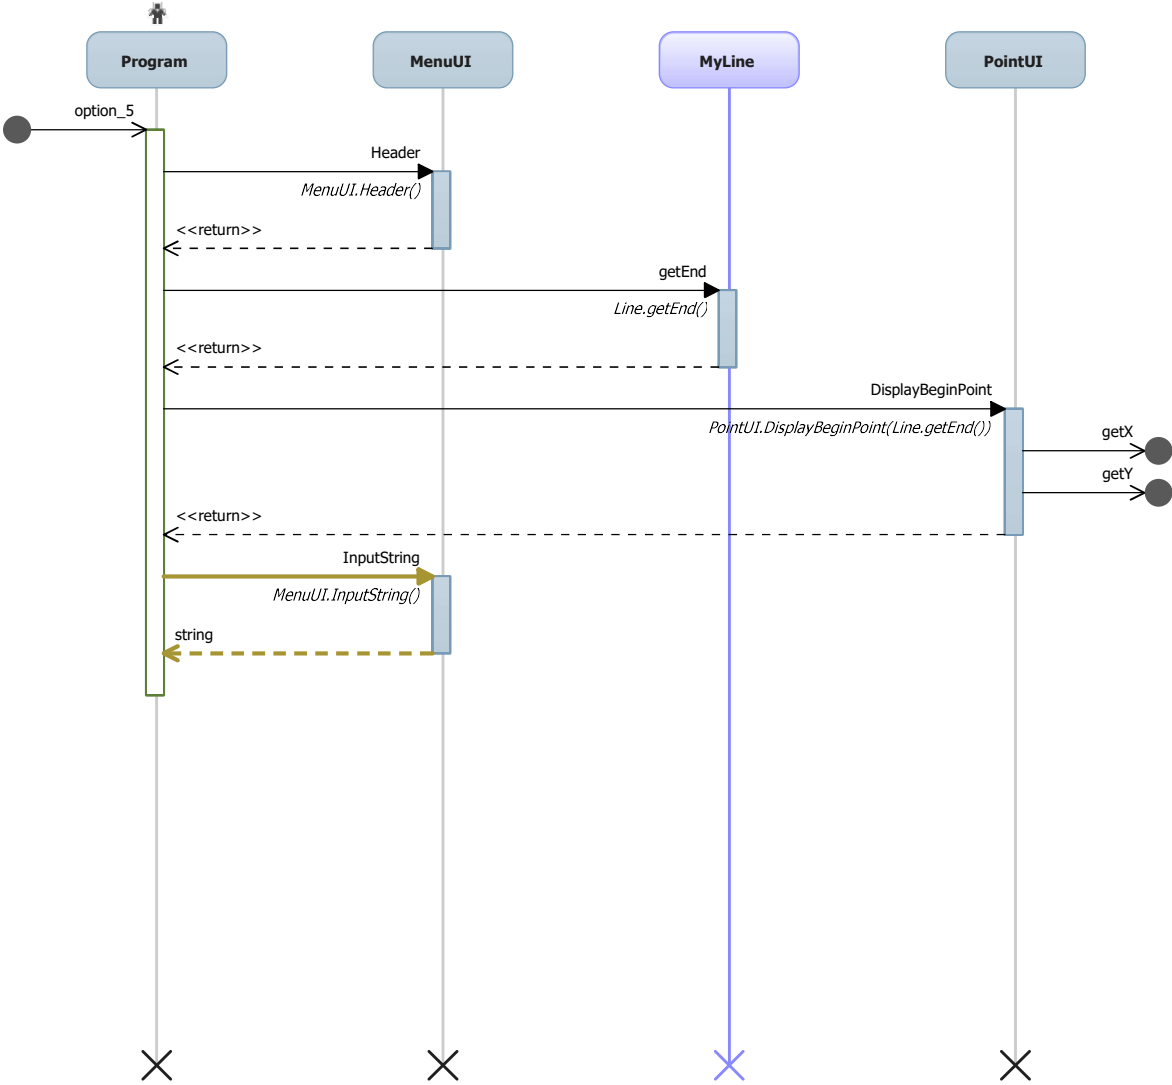 Program
MenuUI
MyLine
PointUI
option_5
Header
MenuUI.Header()
<<return>>
getEnd
Line.getEnd()
<<return>>
DisplayBeginPoint
PointUI.DisplayBeginPoint(Line.getEnd())
getX
getY
<<return>>
InputString
MenuUI.InputString()
string